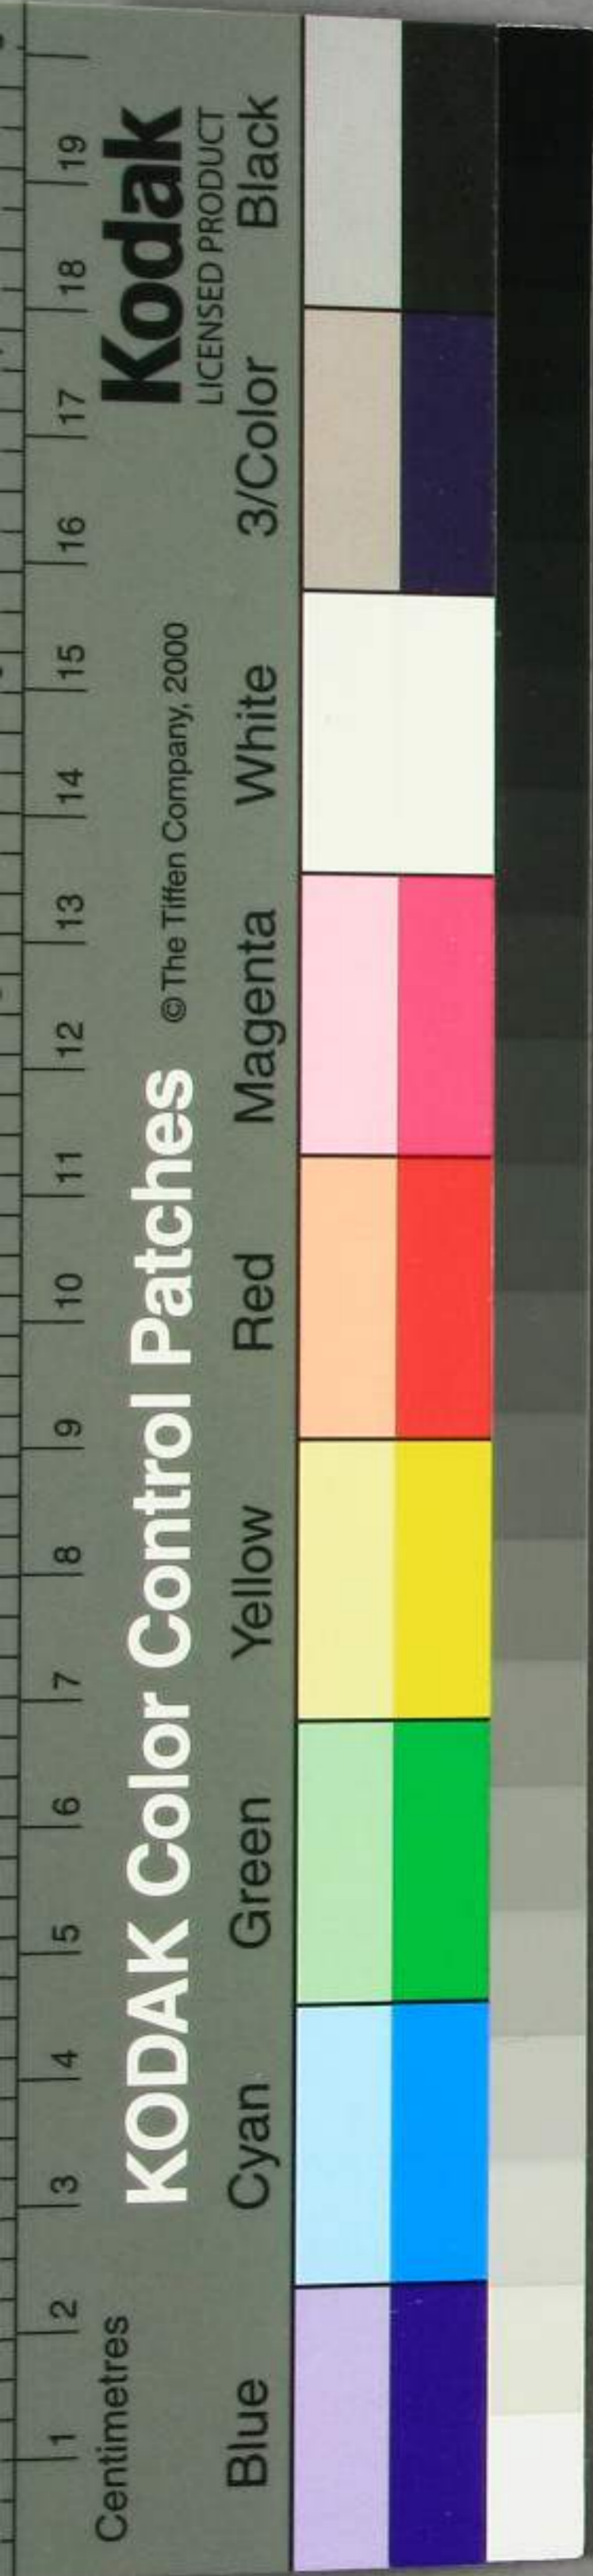 Centimetres
1 2 3 4 5 6 7 8 9 10 11 12 13 14 15 16 17 18 19
KODAK Color Control Patches © The Tiffen Company, 2000
Kodak
LICENSED PRODUCT
Blue Cyan Green Yellow Red Magenta White 3/Color Black